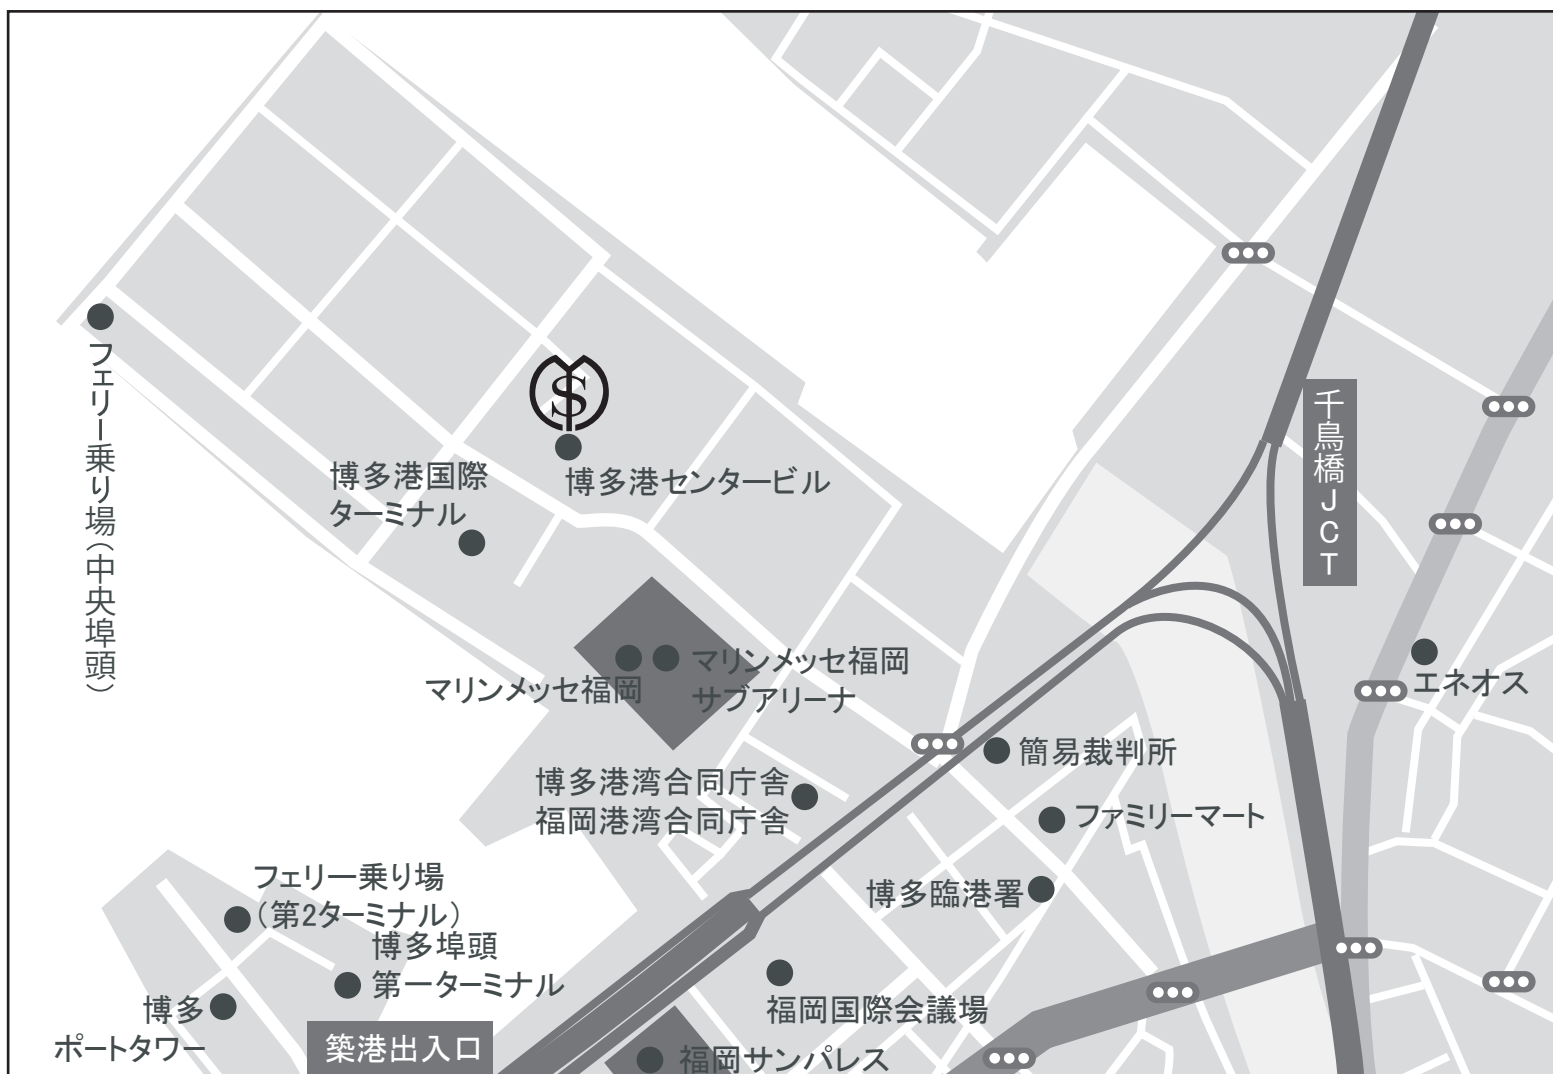 フェリー乗り場（中央埠頭）
千鳥橋JCT
博多港国際
ターミナル
博多港センタービル
マリンメッセ福岡
マリンメッセ福岡
サブアリーナ
エネオス
簡易裁判所
博多港湾合同庁舎
福岡港湾合同庁舎
ファミリーマート
博多臨港署
フェリー乗り場
（第2ターミナル）
博多埠頭
第一ターミナル
博多
ポートタワー
福岡国際会議場
築港出入口
福岡サンパレス